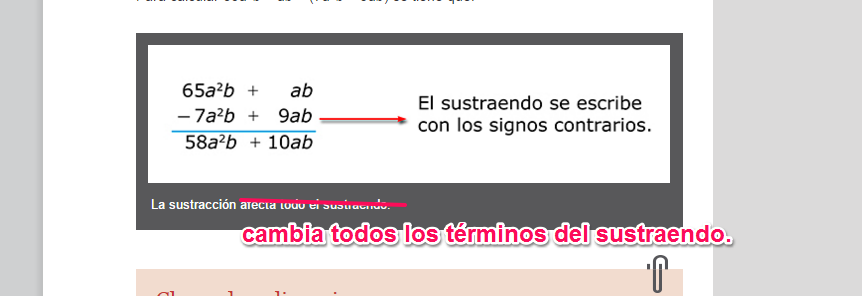 65a²b + ab
El sustraendo se escribe
– 7a²b + 9ab
con los signos contrarios.
58a²b + 10ab
La sustracción afecta todo el sustraendo.
cambia todos los términos del sustraendo.